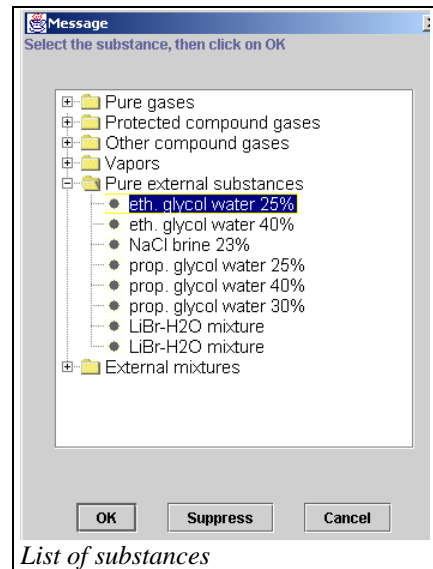 Message
Select the substance, then click on OK
Pure gases
Protected compound gases
Other compound gases
Vapors
Pure external substances
eth. glycol water 25%
eth. glycol water 40%
NaCl brine 23%
prop. glycol water 25%
prop. glycol water 40%
prop. glycol water 30%
LiBr-H2O mixture
LiBr-H2O mixture
External mixtures
OK Suppress Cancel
List of substances